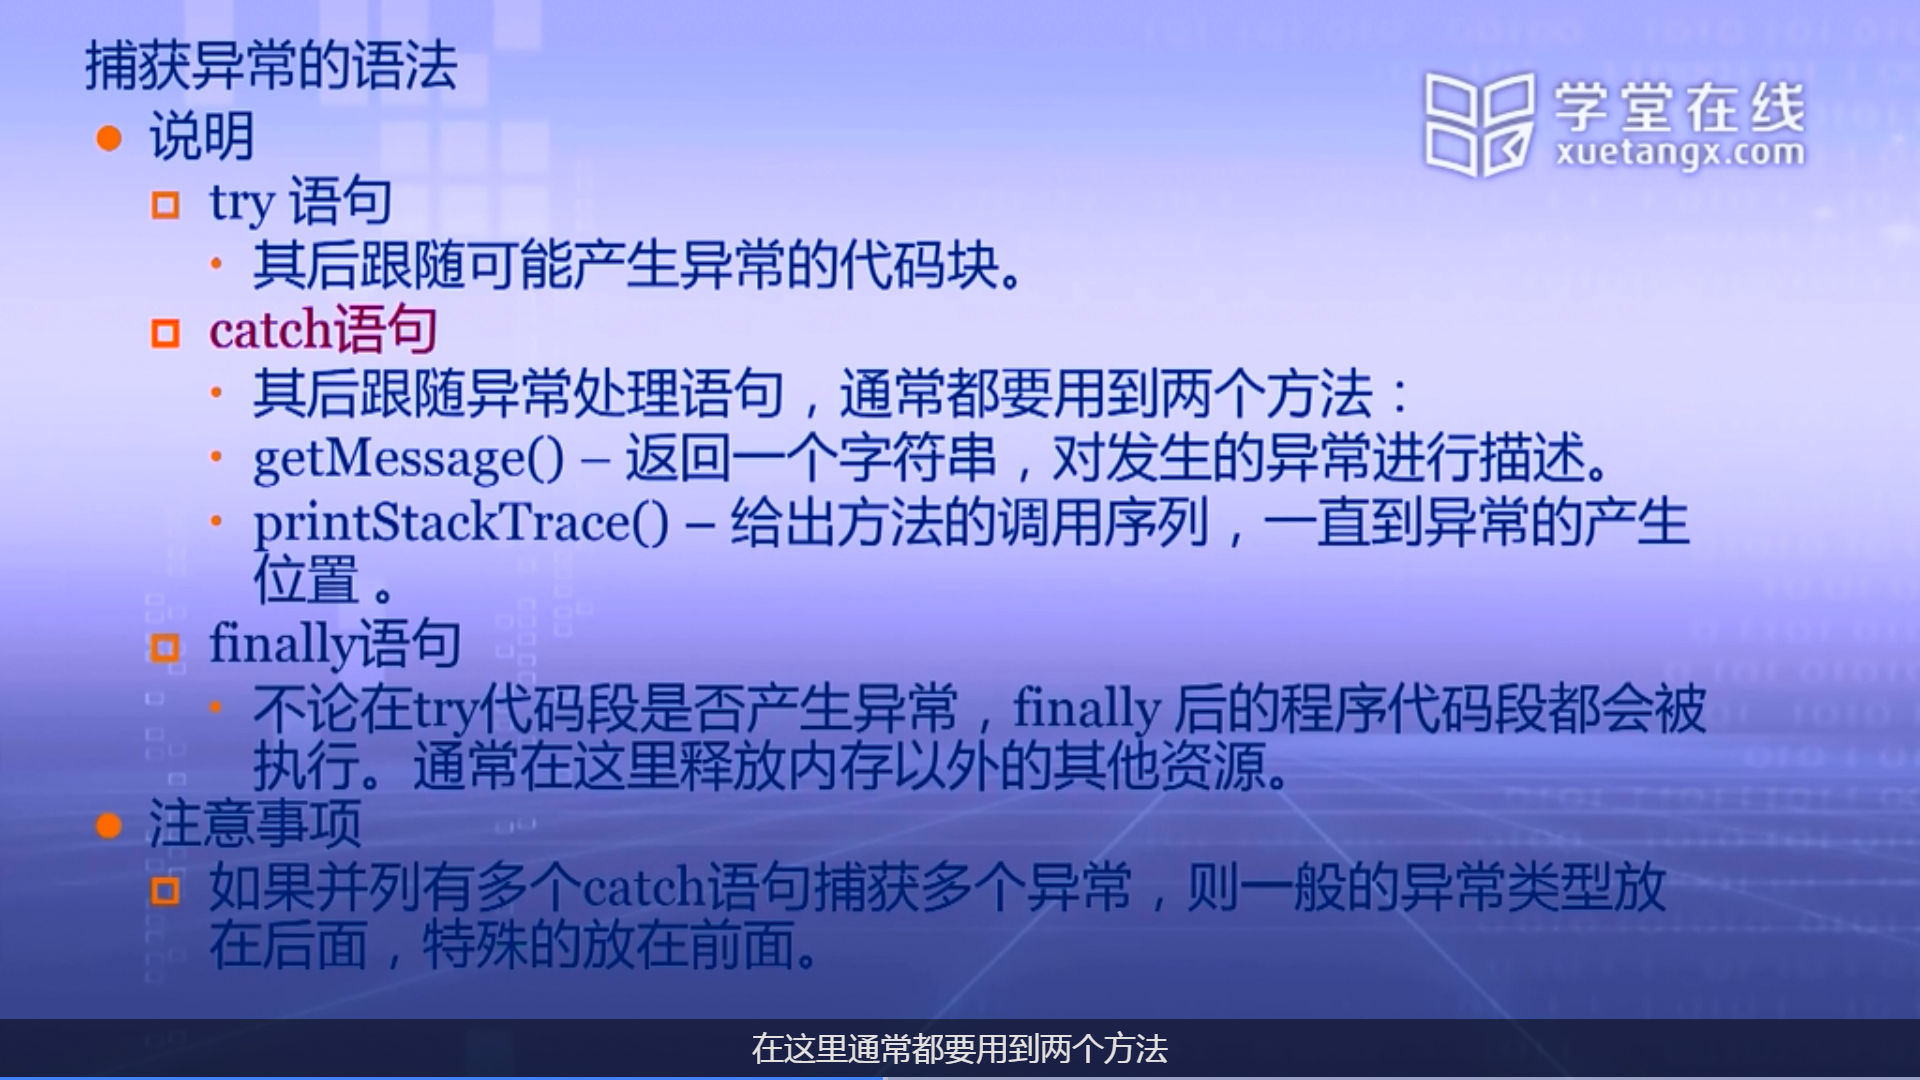 捕获异常的语法
学堂在线
xuetangx.com
说明
try 语句
其后跟随可能产生异常的代码块。
catch语句
其后跟随异常处理语句，通常都要用到两个方法：
getMessage() – 返回一个字符串，对发生的异常进行描述。
printStackTrace() – 给出方法的调用序列，一直到异常的产生
位置 。
finally语句
不论在try代码段是否产生异常，finally 后的程序代码段都会被
执行。通常在这里释放内存以外的其他资源。
注意事项
如果并列有多个catch语句捕获多个异常，则一般的异常类型放
在后面，特殊的放在前面。
在这里通常都要用到两个方法